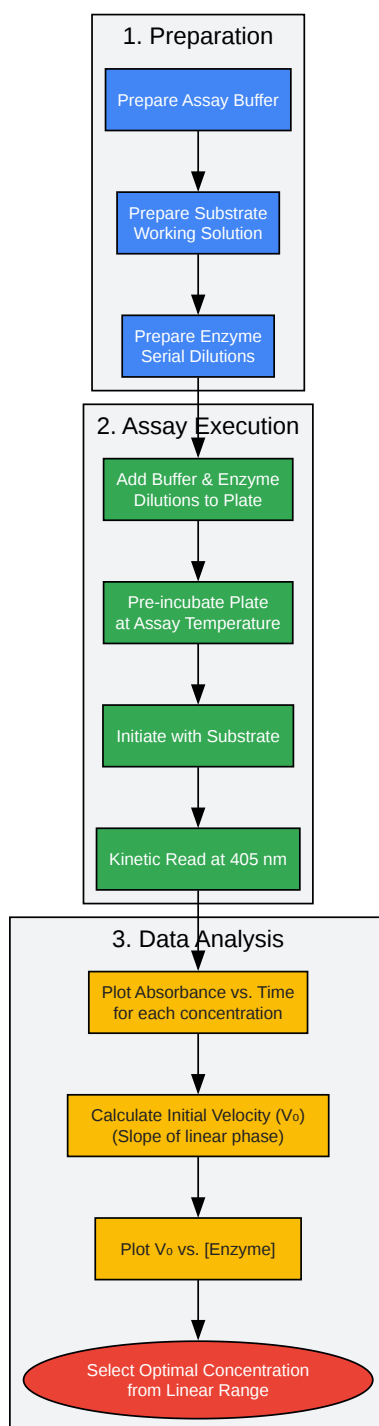 1. Preparation
Prepare Assay Buffer
Prepare Substrate
Working Solution
Prepare Enzyme
Serial Dilutions
2. Assay Execution
Add Buffer & Enzyme
Dilutions to Plate
Pre-incubate Plate
at Assay Temperature
Initiate with Substrate
Kinetic Read at 405 nm
3. Data Analysis
Plot Absorbance vs. Time
for each concentration
Calculate Initial Velocity (V₀)
(Slope of linear phase)
Plot V₀ vs. [Enzyme]
Select Optimal Concentration
from Linear Range